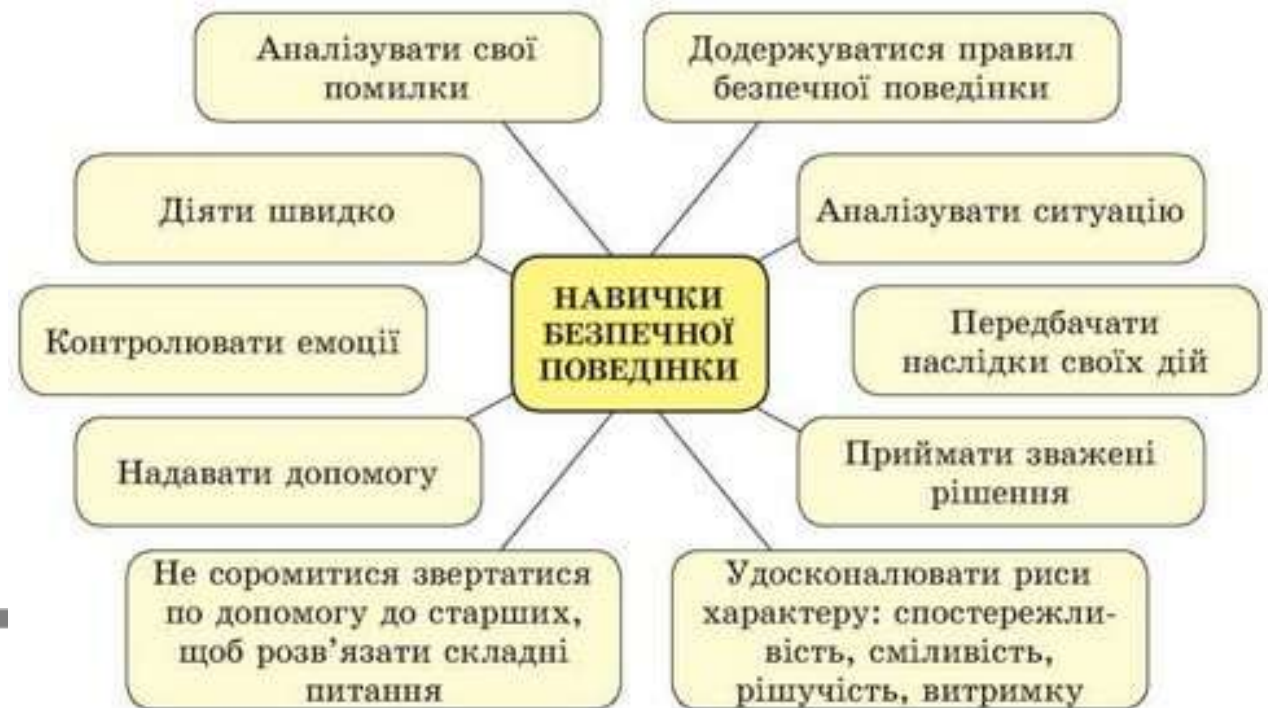 Аналізувати свої
помилки
Додержуватися правил
безпечної поведінки
Діяти швидко
Аналізувати ситуацію
НАВИЧКИ
БЕЗПЕЧНОЇ
ПОВЕДІНКИ
Контролювати емоції
Передбачати
наслідки своїх дій
Надавати допомогу
Приймати зважені
рішення
Не соромитися звертатися
по допомогу до старших,
щоб розв’язати складні
питання
Удосконалювати риси
характеру: спостережли-
вість, сміливість,
рішучість, витримку